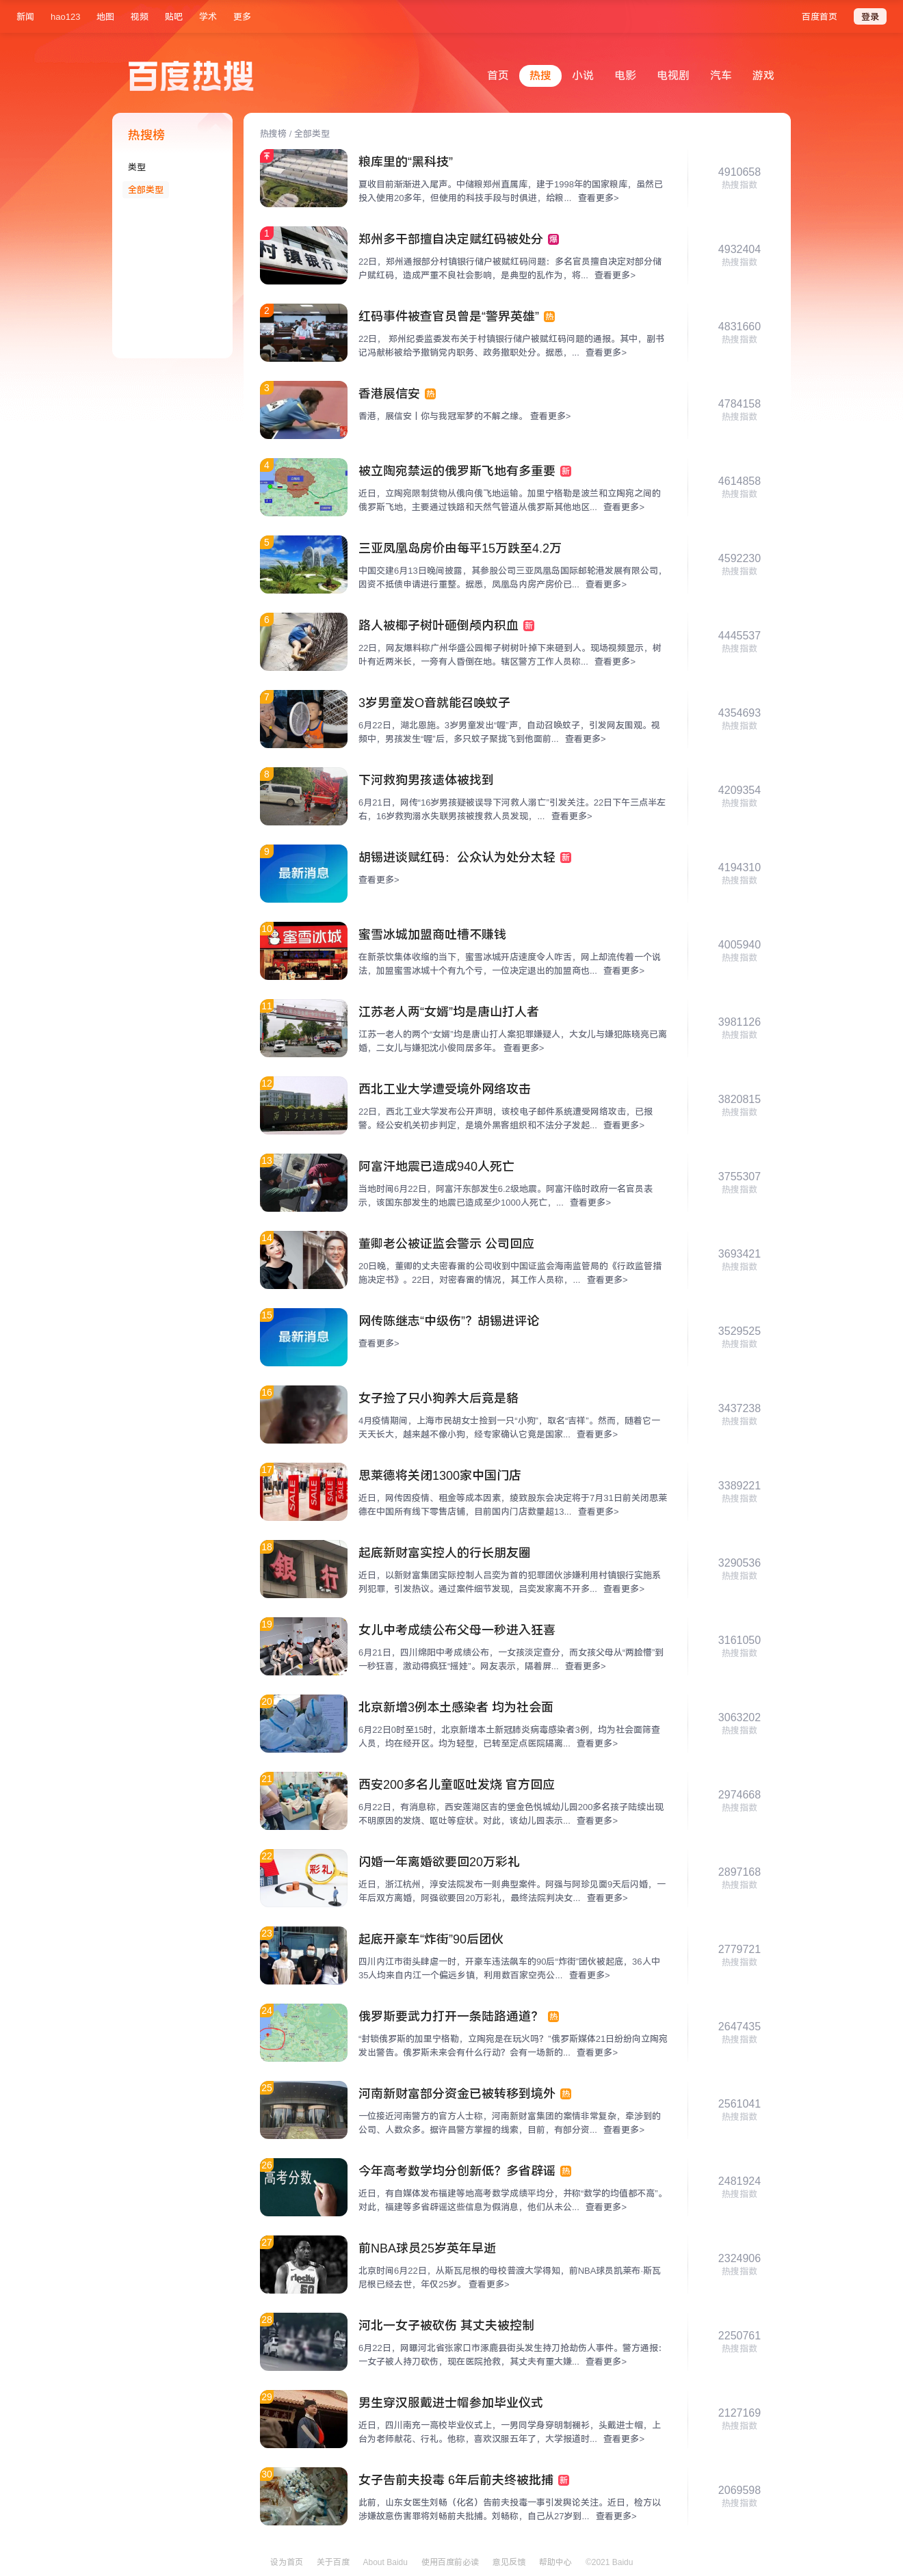 新闻 hao123 地图 视频 贴吧 学术 更多 百度首页 登录
百度热搜 首页 热搜 小说 电影 电视剧 汽车 游戏
热搜榜
类型
全部类型
热搜榜 / 全部类型
粮库里的“黑科技”
夏收目前渐渐进入尾声。中储粮郑州直属库，建于1998年的国家粮库，虽然已
投入使用20多年，但使用的科技手段与时俱进，给粮... 查看更多>
4910658
热搜指数
1
村镇银行
郑州多干部擅自决定赋红码被处分 爆
22日，郑州通报部分村镇银行储户被赋红码问题：多名官员擅自决定对部分储
户赋红码，造成严重不良社会影响，是典型的乱作为，将... 查看更多>
4932404
热搜指数
2
红码事件被查官员曾是“警界英雄” 热
22日， 郑州纪委监委发布关于村镇银行储户被赋红码问题的通报。其中，副书
记冯献彬被给予撤销党内职务、政务撤职处分。据悉，... 查看更多>
4831660
热搜指数
3
香港展信安 热
香港，展信安丨你与我冠军梦的不解之缘。 查看更多>
4784158
热搜指数
4
被立陶宛禁运的俄罗斯飞地有多重要 新
近日，立陶宛限制货物从俄向俄飞地运输。加里宁格勒是波兰和立陶宛之间的
俄罗斯飞地，主要通过铁路和天然气管道从俄罗斯其他地区... 查看更多>
4614858
热搜指数
5
三亚凤凰岛房价由每平15万跌至4.2万
中国交建6月13日晚间披露，其参股公司三亚凤凰岛国际邮轮港发展有限公司，
因资不抵债申请进行重整。据悉，凤凰岛内房产房价已... 查看更多>
4592230
热搜指数
6
路人被椰子树叶砸倒颅内积血 新
22日，网友爆料称广州华盛公园椰子树树叶掉下来砸到人。现场视频显示，树
叶有近两米长，一旁有人昏倒在地。辖区警方工作人员称... 查看更多>
4445537
热搜指数
7
3岁男童发O音就能召唤蚊子
6月22日，湖北恩施。3岁男童发出“喔”声，自动召唤蚊子，引发网友围观。视
频中，男孩发生“喔”后，多只蚊子聚拢飞到他面前... 查看更多>
4354693
热搜指数
8
下河救狗男孩遗体被找到
6月21日，网传“16岁男孩疑被误导下河救人溺亡”引发关注。22日下午三点半左
右，16岁救狗溺水失联男孩被搜救人员发现，... 查看更多>
4209354
热搜指数
9
最新消息
胡锡进谈赋红码：公众认为处分太轻 新
查看更多>
4194310
热搜指数
10
蜜雪冰城
蜜雪冰城加盟商吐槽不赚钱
在新茶饮集体收缩的当下，蜜雪冰城开店速度令人咋舌，网上却流传着一个说
法，加盟蜜雪冰城十个有九个亏，一位决定退出的加盟商也... 查看更多>
4005940
热搜指数
11
江苏老人两“女婿”均是唐山打人者
江苏一老人的两个“女婿”均是唐山打人案犯罪嫌疑人，大女儿与嫌犯陈晓亮已离
婚，二女儿与嫌犯沈小俊同居多年。 查看更多>
3981126
热搜指数
12
西北工业大学遭受境外网络攻击
22日，西北工业大学发布公开声明，该校电子邮件系统遭受网络攻击，已报
警。经公安机关初步判定，是境外黑客组织和不法分子发起... 查看更多>
3820815
热搜指数
13
阿富汗地震已造成940人死亡
当地时间6月22日，阿富汗东部发生6.2级地震。阿富汗临时政府一名官员表
示，该国东部发生的地震已造成至少1000人死亡，... 查看更多>
3755307
热搜指数
14
董卿老公被证监会警示 公司回应
20日晚，董卿的丈夫密春雷的公司收到中国证监会海南监管局的《行政监管措
施决定书》。22日，对密春雷的情况，其工作人员称，... 查看更多>
3693421
热搜指数
15
最新消息
网传陈继志“中级伤”？胡锡进评论
查看更多>
3529525
热搜指数
16
女子捡了只小狗养大后竟是貉
4月疫情期间，上海市民胡女士捡到一只“小狗”，取名“吉祥”。然而，随着它一
天天长大，越来越不像小狗，经专家确认它竟是国家... 查看更多>
3437238
热搜指数
17
SALE SALE SALE SALE
思莱德将关闭1300家中国门店
近日，网传因疫情、租金等成本因素，绫致股东会决定将于7月31日前关闭思莱
德在中国所有线下零售店铺，目前国内门店数量超13... 查看更多>
3389221
热搜指数
18
銀行
起底新财富实控人的行长朋友圈
近日，以新财富集团实际控制人吕奕为首的犯罪团伙涉嫌利用村镇银行实施系
列犯罪，引发热议。通过案件细节发现，吕奕发家离不开多... 查看更多>
3290536
热搜指数
19
女儿中考成绩公布父母一秒进入狂喜
6月21日，四川绵阳中考成绩公布，一女孩淡定查分，而女孩父母从“两脸懵”到
一秒狂喜，激动得疯狂“摇娃”。网友表示，隔着屏... 查看更多>
3161050
热搜指数
20
北京新增3例本土感染者 均为社会面
6月22日0时至15时，北京新增本土新冠肺炎病毒感染者3例，均为社会面筛查
人员，均在经开区。均为轻型，已转至定点医院隔离... 查看更多>
3063202
热搜指数
21
西安200多名儿童呕吐发烧 官方回应
6月22日，有消息称，西安莲湖区吉的堡金色悦城幼儿园200多名孩子陆续出现
不明原因的发烧、呕吐等症状。对此，该幼儿园表示... 查看更多>
2974668
热搜指数
22
彩礼
闪婚一年离婚欲要回20万彩礼
近日，浙江杭州，淳安法院发布一则典型案件。阿强与阿珍见面9天后闪婚，一
年后双方离婚，阿强欲要回20万彩礼，最终法院判决女... 查看更多>
2897168
热搜指数
23
起底开豪车“炸街”90后团伙
四川内江市街头肆虐一时，开豪车违法飙车的90后“炸街”团伙被起底，36人中
35人均来自内江一个偏远乡镇，利用数百家空壳公... 查看更多>
2779721
热搜指数
24
俄罗斯要武力打开一条陆路通道？ 热
“封锁俄罗斯的加里宁格勒，立陶宛是在玩火吗？”俄罗斯媒体21日纷纷向立陶宛
发出警告。俄罗斯未来会有什么行动？会有一场新的... 查看更多>
2647435
热搜指数
25
河南新财富部分资金已被转移到境外 热
一位接近河南警方的官方人士称，河南新财富集团的案情非常复杂，牵涉到的
公司、人数众多。据许昌警方掌握的线索，目前，有部分资... 查看更多>
2561041
热搜指数
26
高考分数
今年高考数学均分创新低？多省辟谣 热
近日，有自媒体发布福建等地高考数学成绩平均分，并称“数学的均值都不高”。
对此，福建等多省辟谣这些信息为假消息，他们从未公... 查看更多>
2481924
热搜指数
27
前NBA球员25岁英年早逝
北京时间6月22日，从斯瓦尼根的母校普渡大学得知，前NBA球员凯莱布·斯瓦
尼根已经去世，年仅25岁。 查看更多>
2324906
热搜指数
28
河北一女子被砍伤 其丈夫被控制
6月22日，网曝河北省张家口市涿鹿县街头发生持刀抢劫伤人事件。警方通报：
一女子被人持刀砍伤，现在医院抢救，其丈夫有重大嫌... 查看更多>
2250761
热搜指数
29
男生穿汉服戴进士帽参加毕业仪式
近日，四川南充一高校毕业仪式上，一男同学身穿明制襕衫，头戴进士帽，上
台为老师献花、行礼。他称，喜欢汉服五年了，大学报道时... 查看更多>
2127169
热搜指数
30
女子告前夫投毒 6年后前夫终被批捕 新
此前，山东女医生刘畅（化名）告前夫投毒一事引发舆论关注。近日，检方以
涉嫌故意伤害罪将刘畅前夫批捕。刘畅称，自己从27岁到... 查看更多>
2069598
热搜指数
设为首页 关于百度 About Baidu 使用百度前必读 意见反馈 帮助中心 ©2021 Baidu